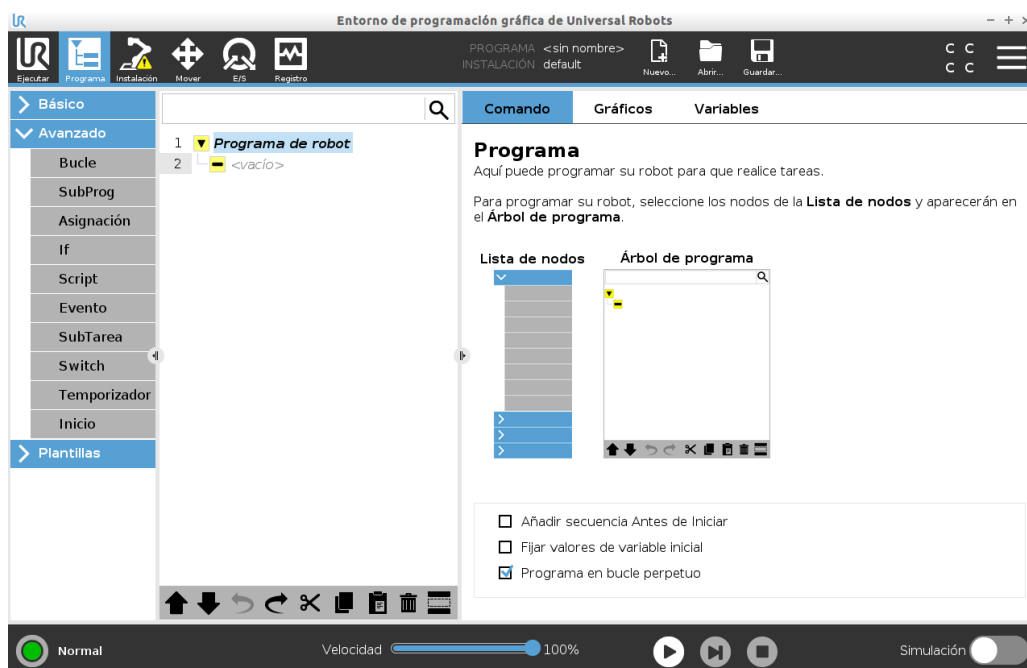 UR
Entorno de programación gráfica de Universal Robots
UR
Ejecutar
Programa
Instalación
Mover
E/S
Registro
PROGRAMA <sin nombre>
INSTALACIÓN default
Nuevo...
Abrir...
Guardar...
C C
C C
Básico
Avanzado
Bucle
SubProg
Asignación
If
Script
Evento
SubTarea
Switch
Temporizador
Inicio
Plantillas
1 Programa de robot
2 <vacío>
Comando Gráficos Variables
Programa
Aquí puede programar su robot para que realice tareas.
Para programar su robot, seleccione los nodos de la Lista de nodos y aparecerán en
el Árbol de programa.
Lista de nodos
Árbol de programa
Añadir secuencia Antes de Iniciar
Fijar valores de variable inicial
Programa en bucle perpetuo
Normal
Velocidad 100%
Simulación